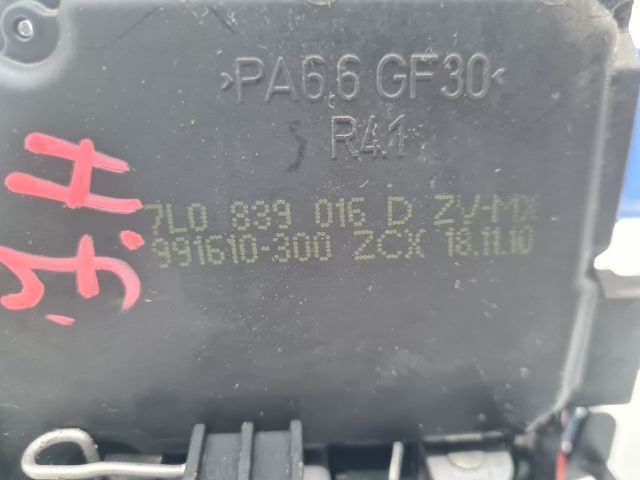 >PA6.6 GF30<
R4.1
7L0 839 016 D ZV-MX
991610-300 ZCX 18.11.10